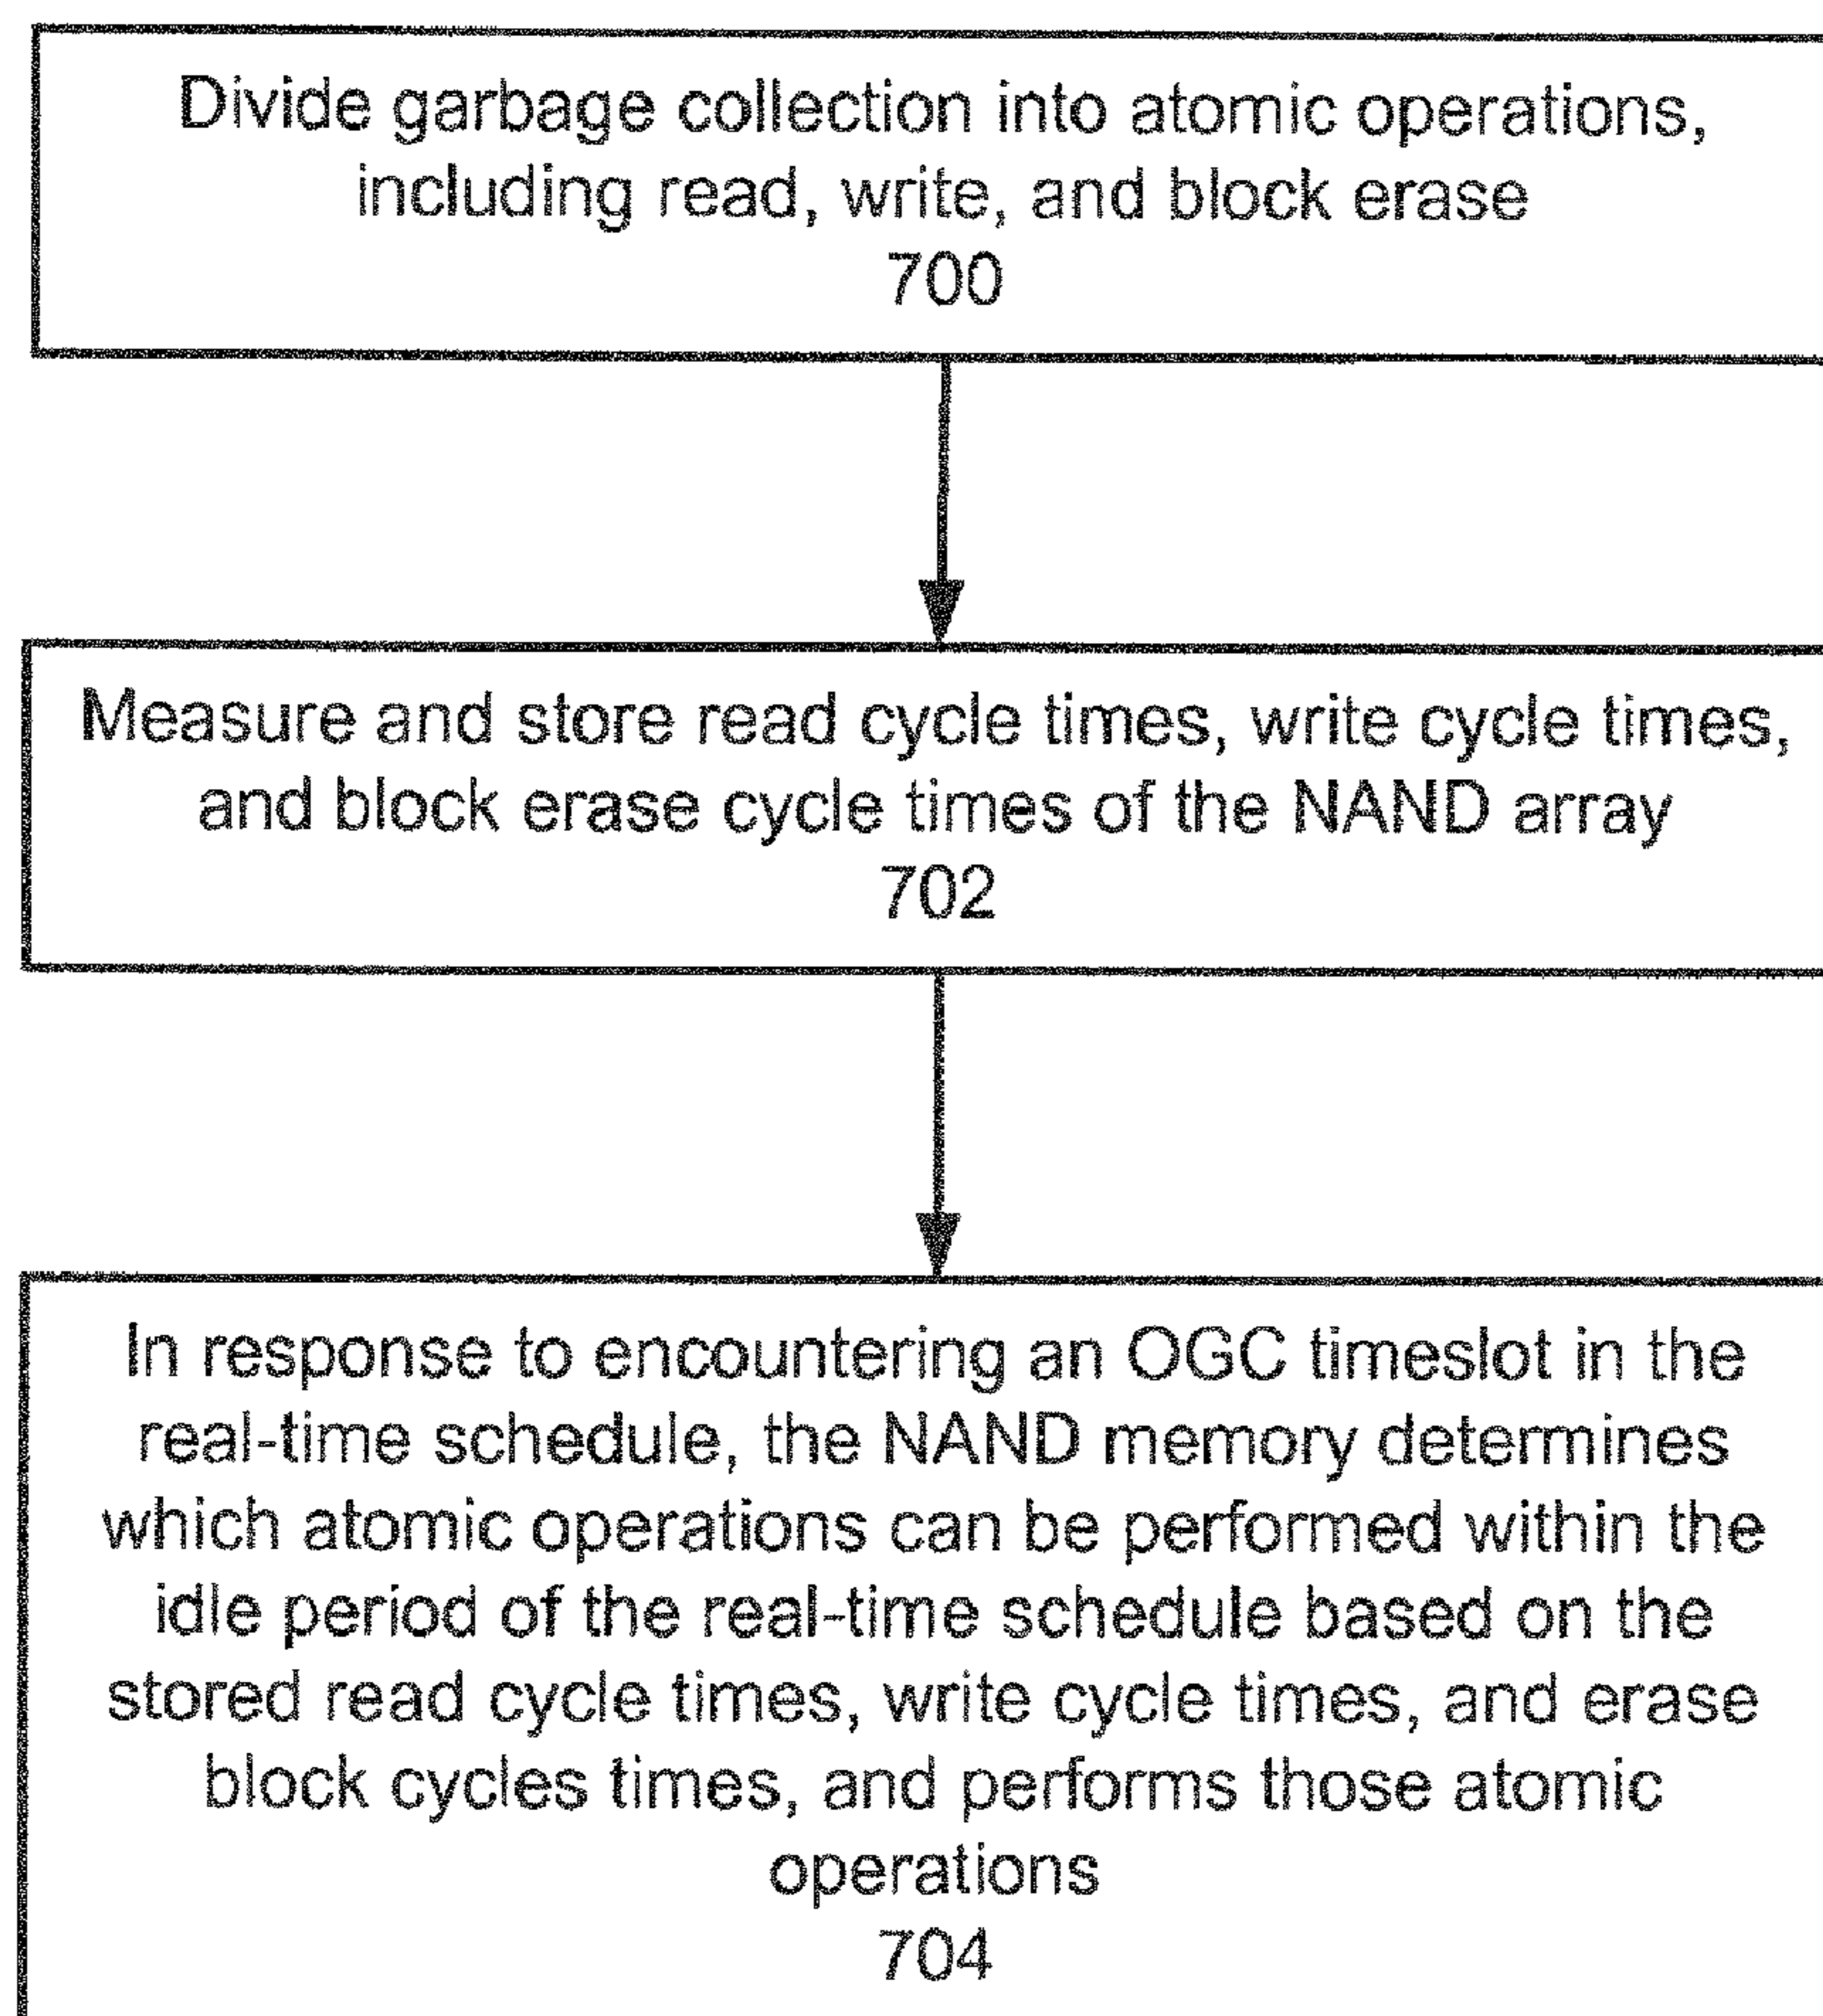 Divide garbage collection into atomic operations,
including read, write, and block erase
700
Measure and store read cycle times, write cycle times,
and block erase cycle times of the NAND array
702
In response to encountering an OGC timeslot in the
real-time schedule, the NAND memory determines
which atomic operations can be performed within the
idle period of the real-time schedule based on the
stored read cycle times, write cycle times, and erase
block cycles times, and performs those atomic
operations
704